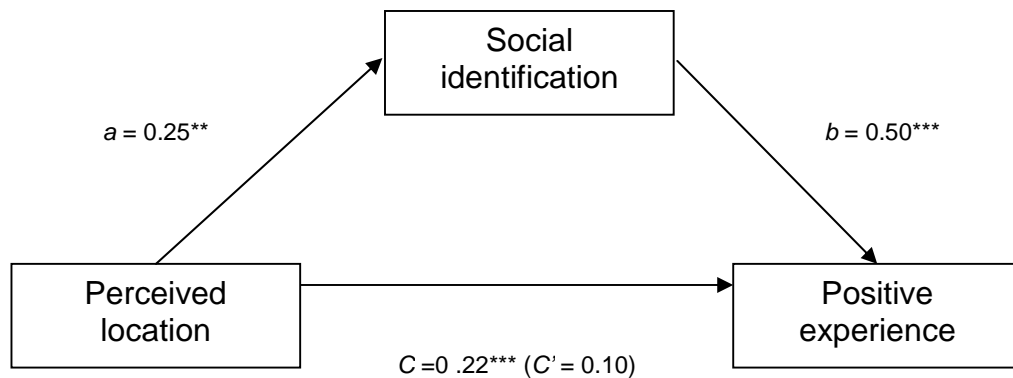 Social
identification
a = 0.25**
b = 0.50***
Perceived
location
Positive
experience
C =0 .22*** (C’ = 0.10)